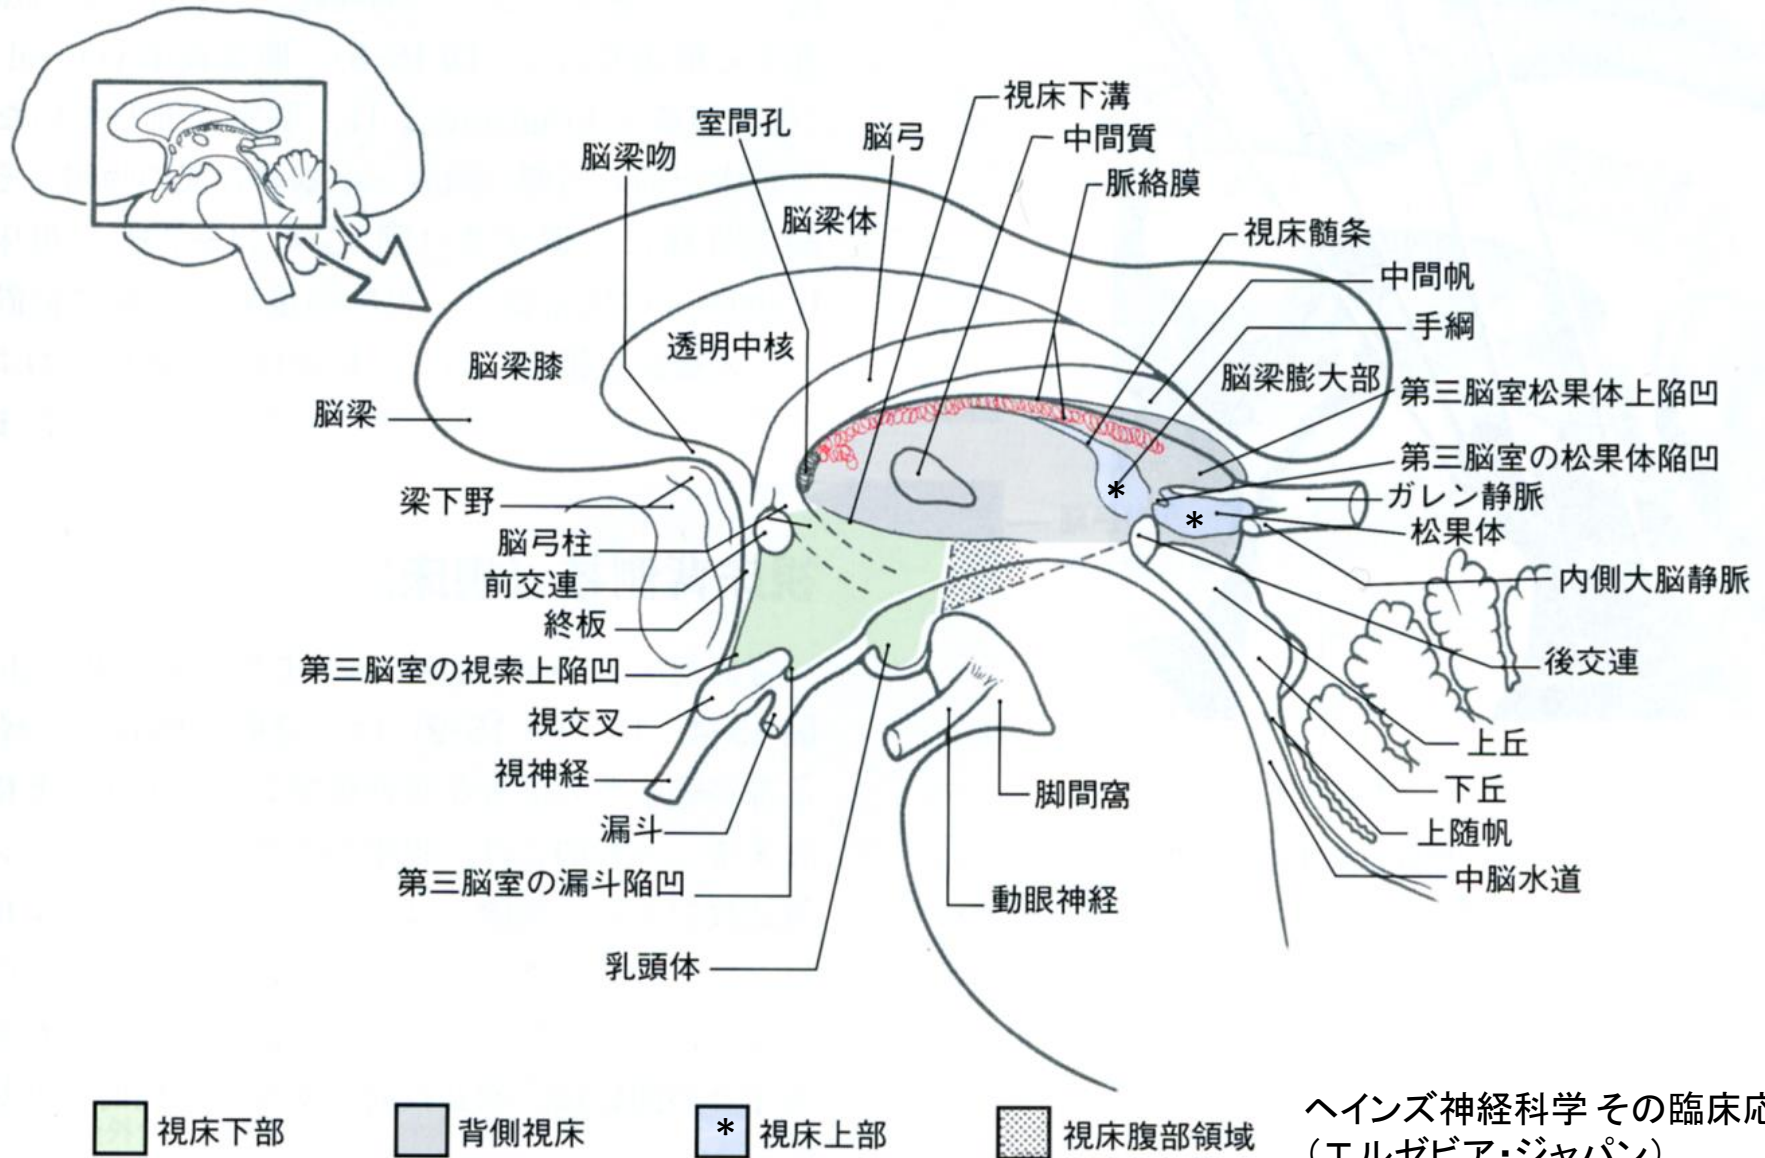 視床下溝
室間孔
脳弓
中間質
脳梁吻
脈絡膜
脳梁体
視床髄条
中間帆
手綱
透明中核
脳梁膝
脳梁膨大部
第三脳室松果体上陥凹
脳梁
第三脳室の松果体陥凹
梁下野
ガレン静脈
*
*
松果体
脳弓柱
前交連
内側大脳静脈
終板
第三脳室の視索上陥凹
後交連
視交叉
上丘
視神経
脚間窩
下丘
漏斗
上随帆
第三脳室の漏斗陥凹
中脳水道
動眼神経
乳頭体
視床下部
背側視床
* 視床上部
視床腹部領域
ヘインズ神経科学 その臨床応
(エルゼビア・ジャパン)